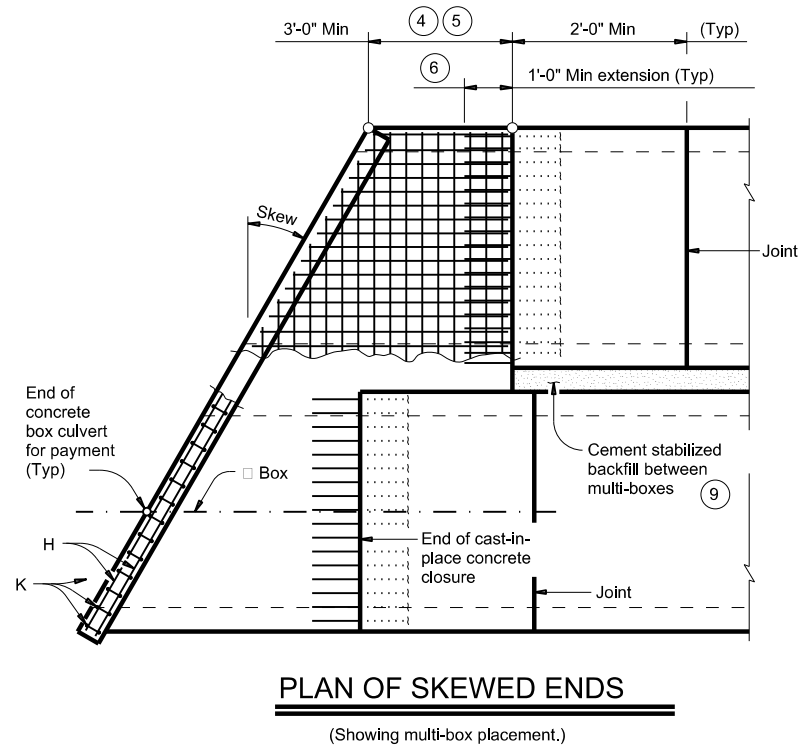 3'-0" Min
4 5
2'-0" Min
(Typ)
6
1'-0" Min extension (Typ)
Skew
Joint
End of
concrete
box culvert
for payment
(Typ)
□ Box
Cement stabilized
backfill between
multi-boxes
9
H
K
End of cast-in-
place concrete
closure
Joint
PLAN OF SKEWED ENDS
(Showing multi-box placement.)